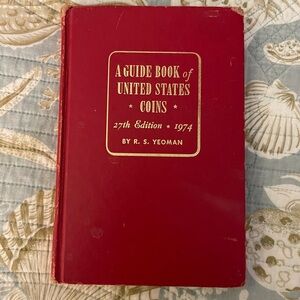 A GUIDE BOOK of
UNITED STATES
★ COINS ★
27th Edition ★ 1974
BY R. S. YEOMAN